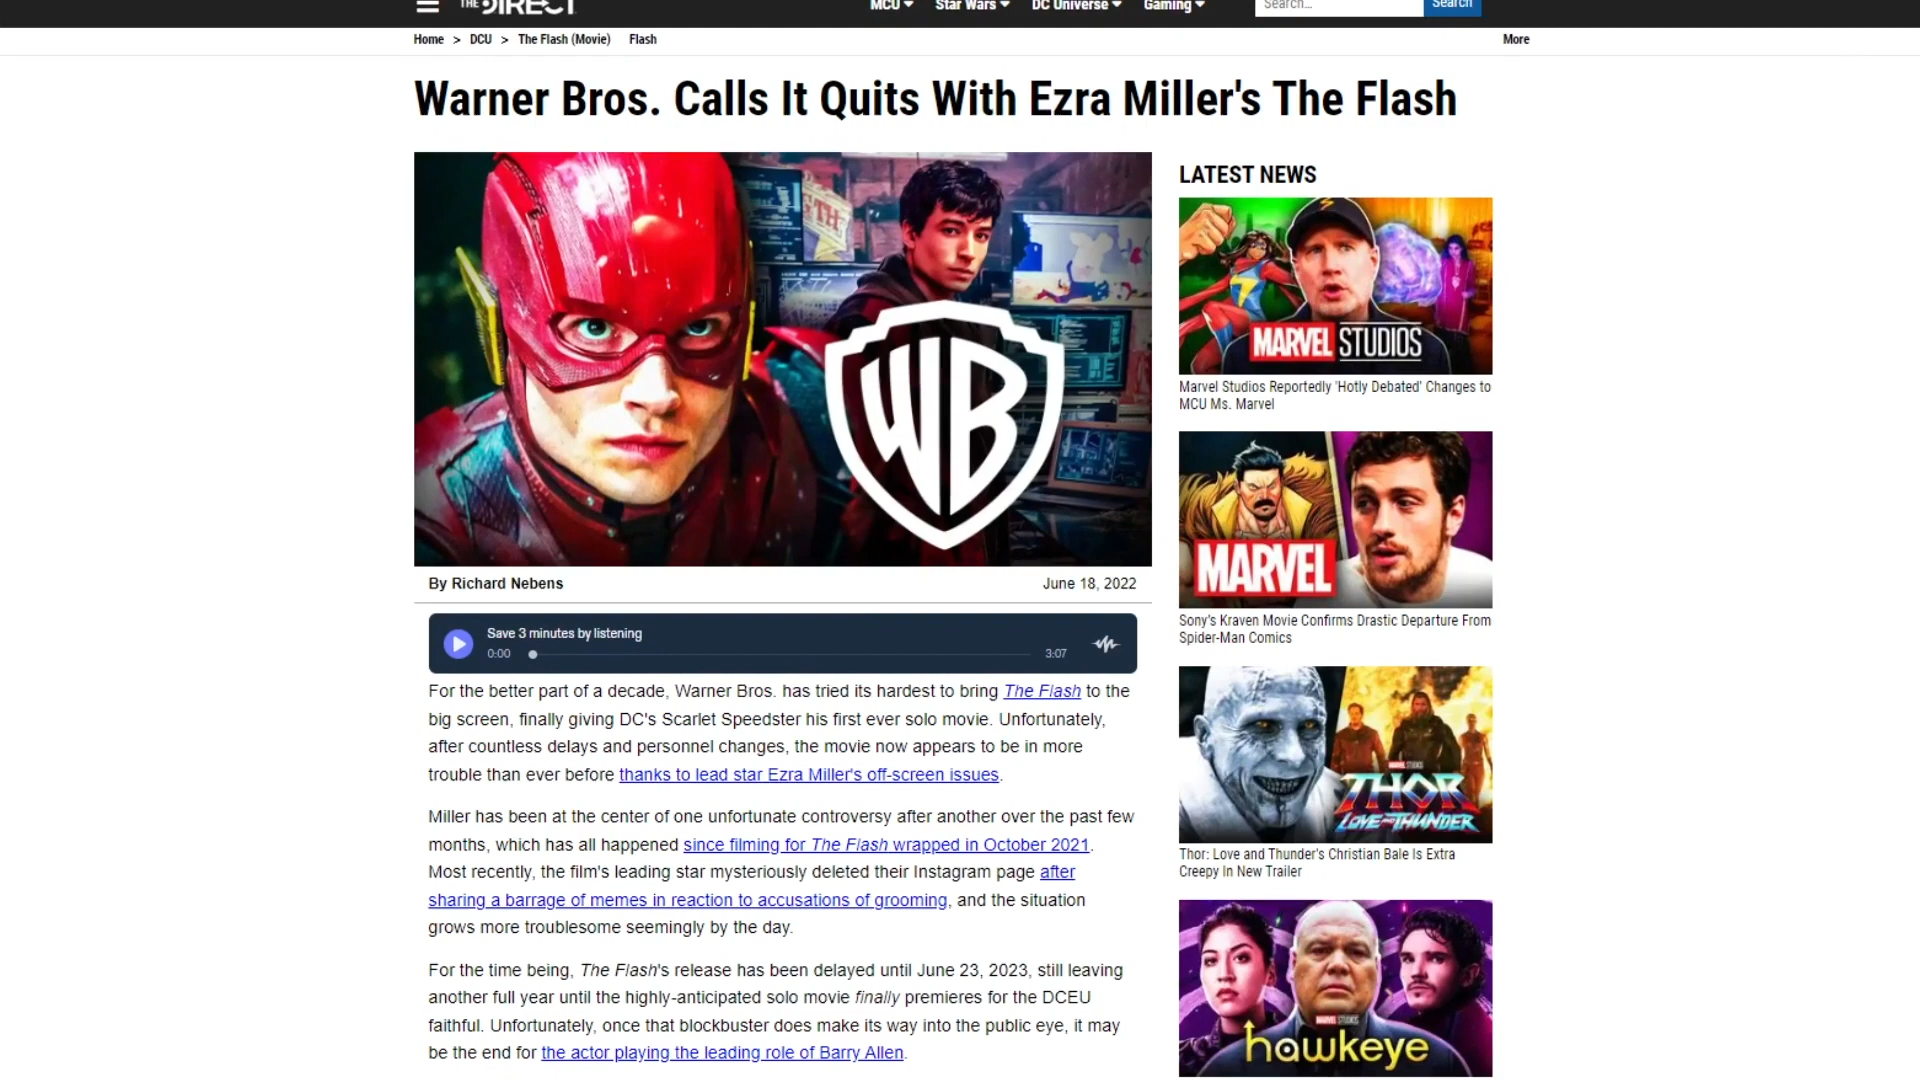 THE DIRECT
MCU
Star Wars
DC Universe
Gaming
Search...
Search
Home > DCU > The Flash (Movie) Flash
More
Warner Bros. Calls It Quits With Ezra Miller's The Flash
WB
By Richard Nebens
June 18, 2022
Save 3 minutes by listening
0:00
3:07
For the better part of a decade, Warner Bros. has tried its hardest to bring The Flash to the
big screen, finally giving DC's Scarlet Speedster his first ever solo movie. Unfortunately,
after countless delays and personnel changes, the movie now appears to be in more
trouble than ever before thanks to lead star Ezra Miller's off-screen issues.
Miller has been at the center of one unfortunate controversy after another over the past few
months, which has all happened since filming for The Flash wrapped in October 2021.
Most recently, the film's leading star mysteriously deleted their Instagram page after
sharing a barrage of memes in reaction to accusations of grooming, and the situation
grows more troublesome seemingly by the day.
For the time being, The Flash's release has been delayed until June 23, 2023, still leaving
another full year until the highly-anticipated solo movie finally premieres for the DCEU
faithful. Unfortunately, once that blockbuster does make its way into the public eye, it may
be the end for the actor playing the leading role of Barry Allen.
LATEST NEWS
MARVEL STUDIOS
Marvel Studios Reportedly 'Hotly Debated' Changes to
MCU Ms. Marvel
MARVEL
Sony's Kraven Movie Confirms Drastic Departure From
Spider-Man Comics
MARVEL STUDIOS
THOR
LOVE AND THUNDER
Thor: Love and Thunder's Christian Bale Is Extra
Creepy In New Trailer
MARVEL STUDIOS
hawkeye